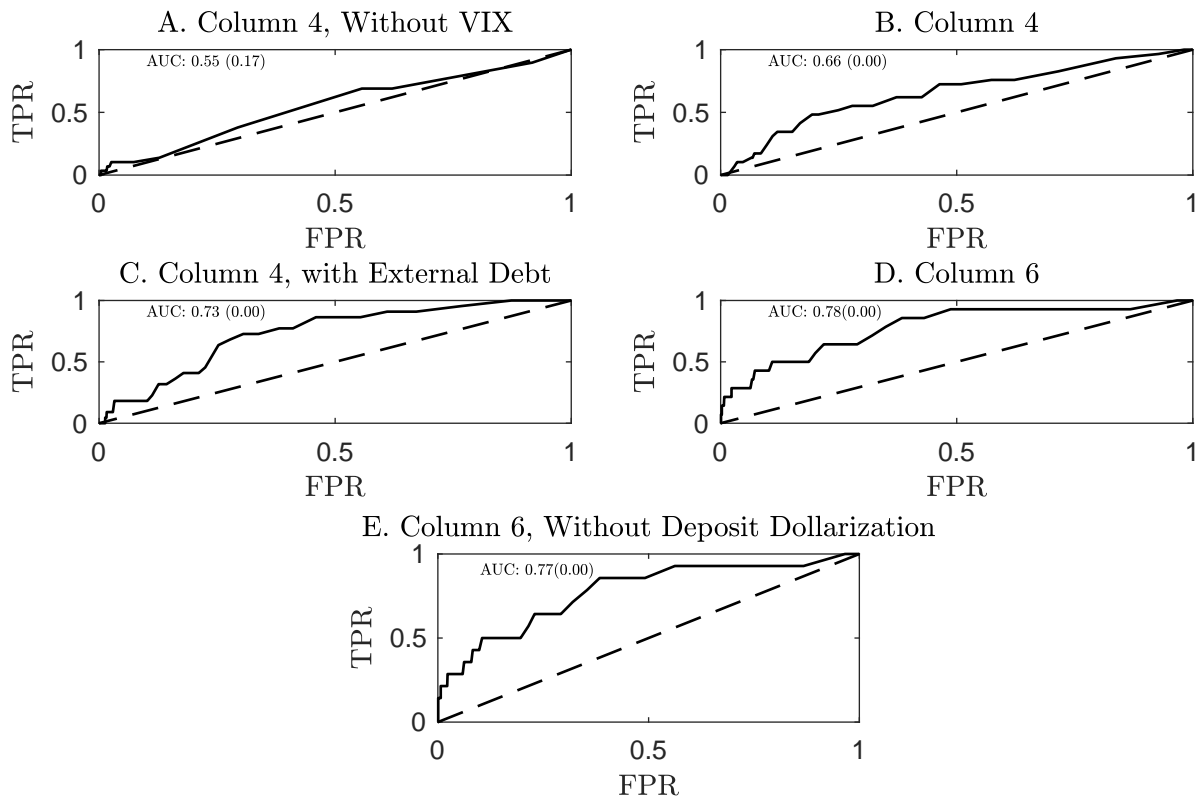 A. Column 4, Without VIX
AUC: 0.55 (0.17)
1
0.5
0
TPR
0
0.5
1
FPR
B. Column 4
AUC: 0.66 (0.00)
1
0.5
0
TPR
0
0.5
1
FPR
C. Column 4, with External Debt
AUC: 0.73 (0.00)
1
0.5
0
TPR
0
0.5
1
FPR
D. Column 6
AUC: 0.78(0.00)
1
0.5
0
TPR
0
0.5
1
FPR
E. Column 6, Without Deposit Dollarization
AUC: 0.77(0.00)
1
0.5
0
TPR
0
0.5
1
FPR